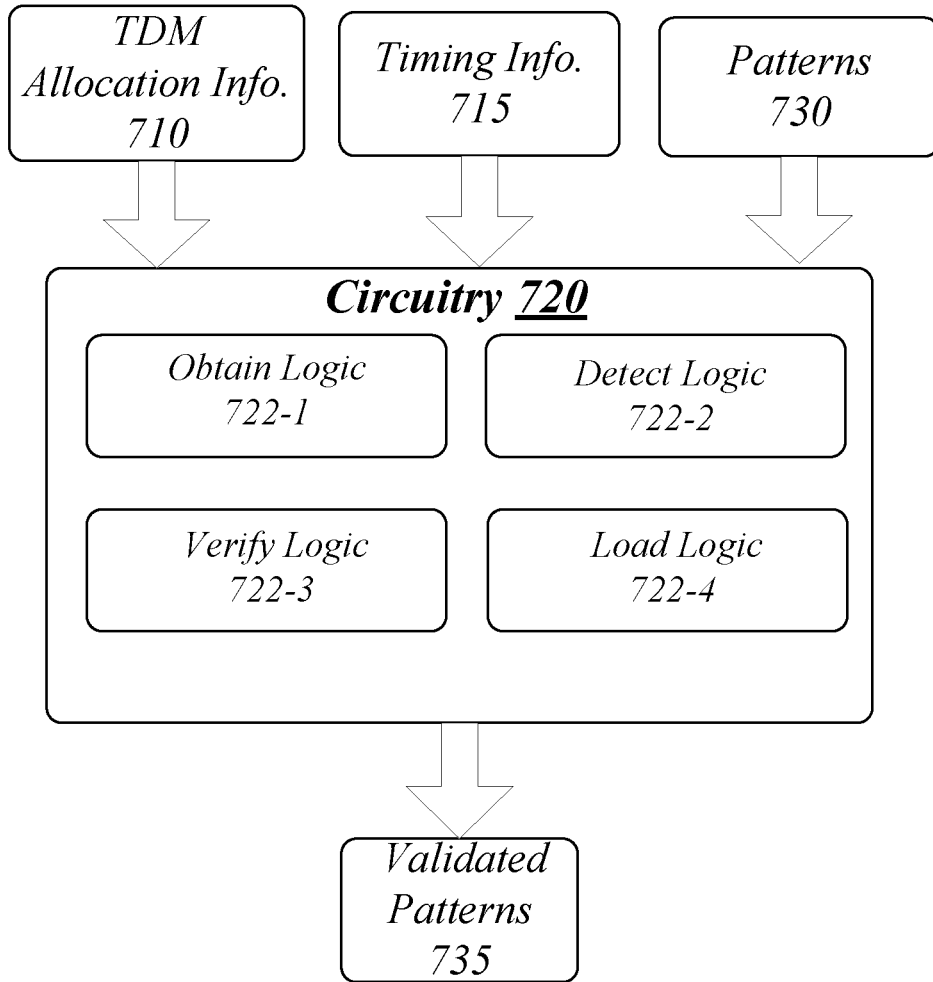 TDM
Allocation Info.
710
Timing Info.
715
Patterns
730
Circuitry 720
Obtain Logic
722-1
Detect Logic
722-2
Verify Logic
722-3
Load Logic
722-4
Validated
Patterns
735